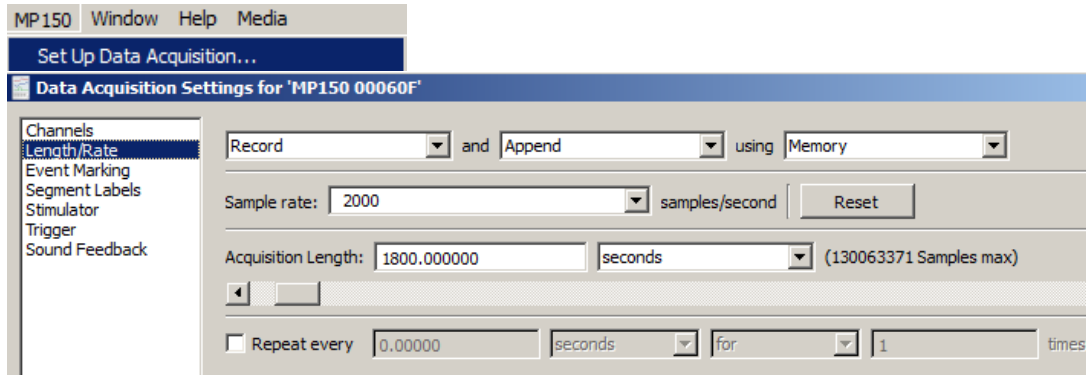 MP150 Window Help Media
Set Up Data Acquisition...
Data Acquisition Settings for 'MP150 00060F'
Channels
Length/Rate
Event Marking
Segment Labels
Stimulator
Trigger
Sound Feedback
Record and Append using Memory
Sample rate: 2000 samples/second Reset
Acquisition Length: 1800.000000 seconds (130063371 Samples max)
Repeat every 0.00000 seconds for 1 times